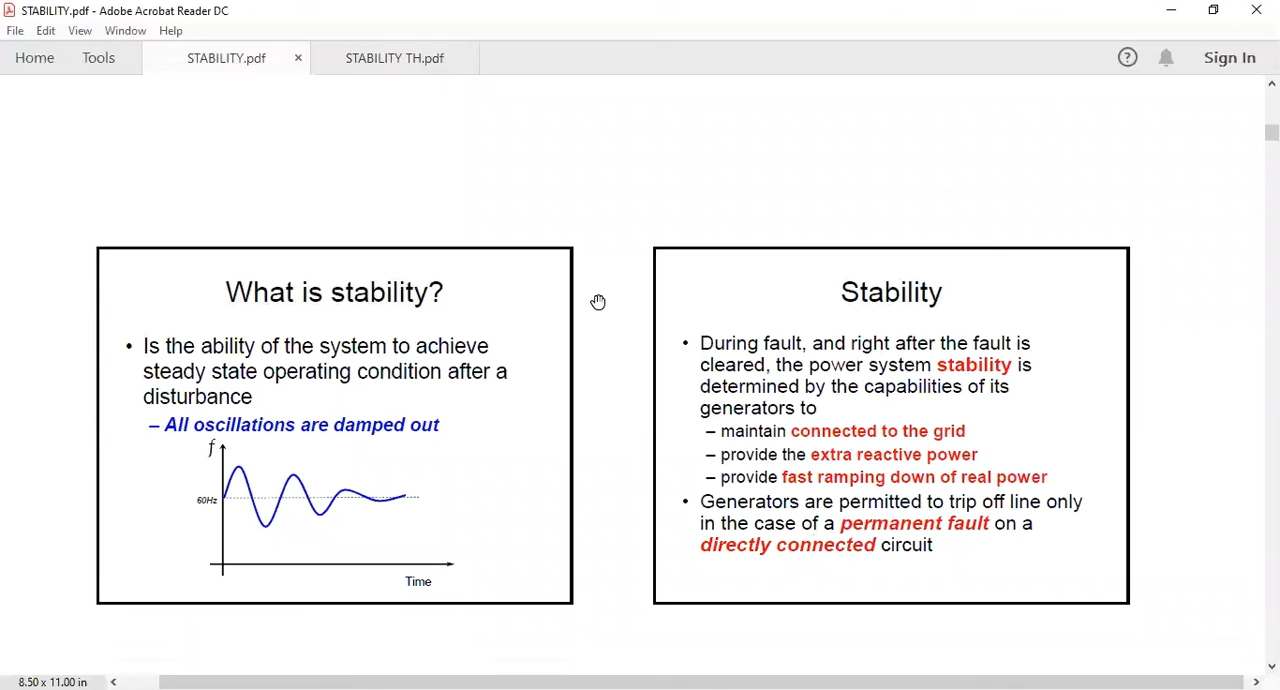 STABILITY.pdf - Adobe Acrobat Reader DC
File Edit View Window Help
Home Tools STABILITY.pdf × STABILITY TH.pdf ? Sign In
What is stability?
• Is the ability of the system to achieve
steady state operating condition after a
disturbance
– All oscillations are damped out
f
60Hz
Time
Stability
• During fault, and right after the fault is
cleared, the power system stability is
determined by the capabilities of its
generators to
– maintain connected to the grid
– provide the extra reactive power
– provide fast ramping down of real power
• Generators are permitted to trip off line only
in the case of a permanent fault on a
directly connected circuit
8.50 x 11.00 in